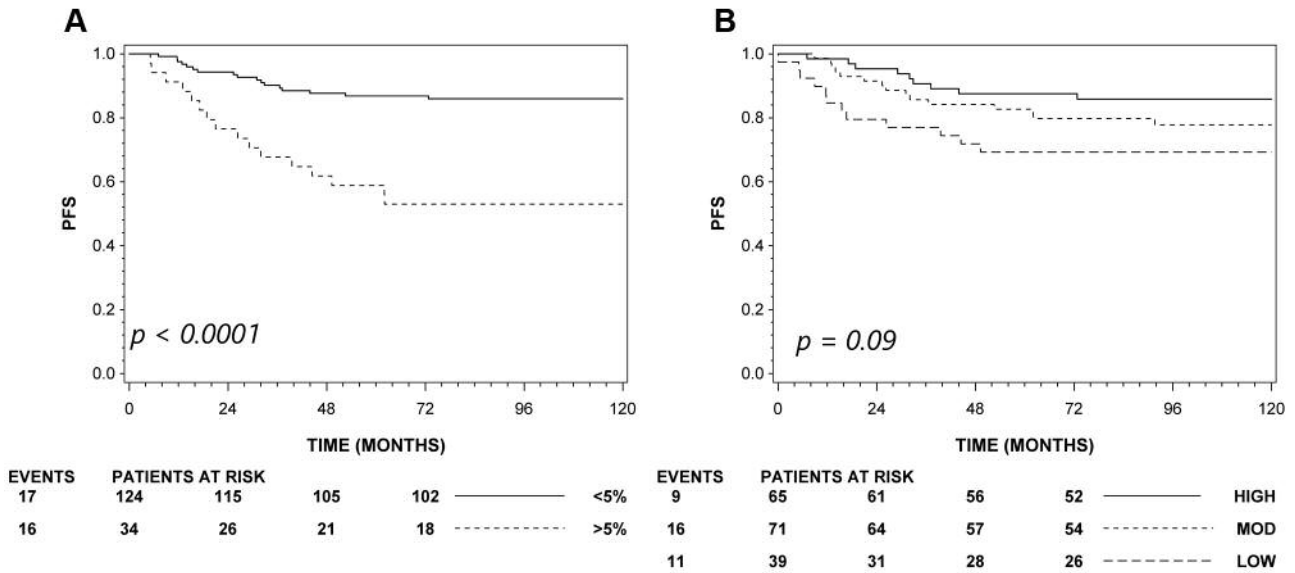 A
B
1.0
0.8
0.6
0.4
0.2
0.0
PFS
p < 0.0001
0 24 48 72 96 120
TIME (MONTHS)
1.0
0.8
0.6
0.4
0.2
0.0
PFS
p = 0.09
0 24 48 72 96 120
TIME (MONTHS)
EVENTS PATIENTS AT RISK
17 124 115 105 102 <5%
16 34 26 21 18 >5%
EVENTS PATIENTS AT RISK
9 65 61 56 52 HIGH
16 71 64 57 54 MOD
11 39 31 28 26 LOW